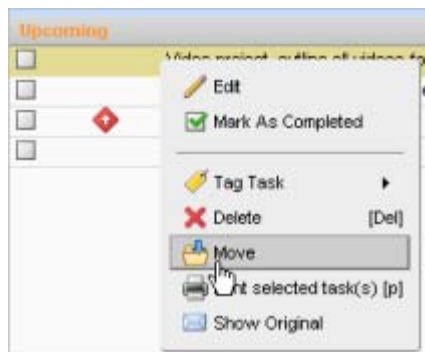 Upcoming
Video project, outline all videos fo
Edit
Mark As Completed
Tag Task
Delete [Del]
Move
selected task(s) [p]
Show Original